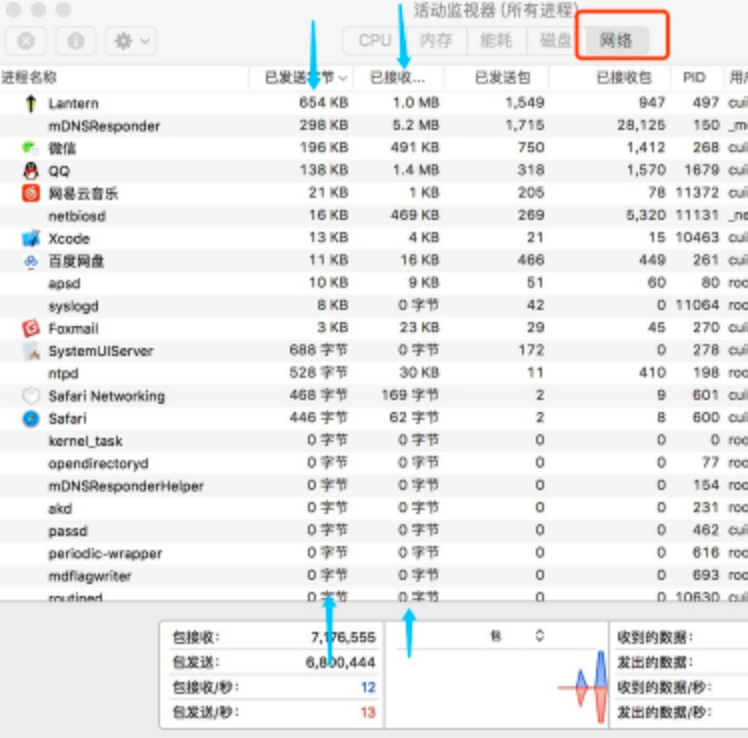 活动监视器 (所有进程)
CPU 内存 能耗 磁盘 网络
进程名称 已发送字节 已接收... 已发送包 已接收包 PID 用户
Lantern 654 KB 1.0 MB 1,549 947 497 cui
mDNSResponder 298 KB 5.2 MB 1,715 28,125 150 _m
微信 196 KB 491 KB 750 1,412 268 cui
QQ 138 KB 1.4 MB 318 1,570 1679 cui
网易云音乐 21 KB 1 KB 205 78 11372 cui
netbiosd 16 KB 469 KB 269 5,320 11131 _ne
Xcode 13 KB 4 KB 21 15 10463 cui
百度网盘 11 KB 16 KB 466 449 261 cui
apsd 10 KB 9 KB 51 60 80 roo
syslogd 8 KB 0 字节 42 0 11064 roo
Foxmail 3 KB 23 KB 29 45 270 cui
SystemUIServer 688 字节 0 字节 172 0 278 cui
ntpd 528 字节 30 KB 11 410 198 roo
Safari Networking 468 字节 169 字节 2 9 601 cui
Safari 446 字节 62 字节 2 8 600 cui
kernel_task 0 字节 0 字节 0 0 0 roo
opendirectoryd 0 字节 0 字节 0 0 77 roo
mDNSResponderHelper 0 字节 0 字节 0 0 154 roo
akd 0 字节 0 字节 0 0 231 roo
passd 0 字节 0 字节 0 0 462 cui
periodic-wrapper 0 字节 0 字节 0 0 616 roo
mdflagwriter 0 字节 0 字节 0 0 693 roo
routined 0 字节 0 字节 0 0 10630 cui
包接收: 7,176,555 包 收到的数据:
包发送: 6,800,444 发出的数据:
包接收/秒: 12 收到的数据/秒:
包发送/秒: 13 发出的数据/秒: